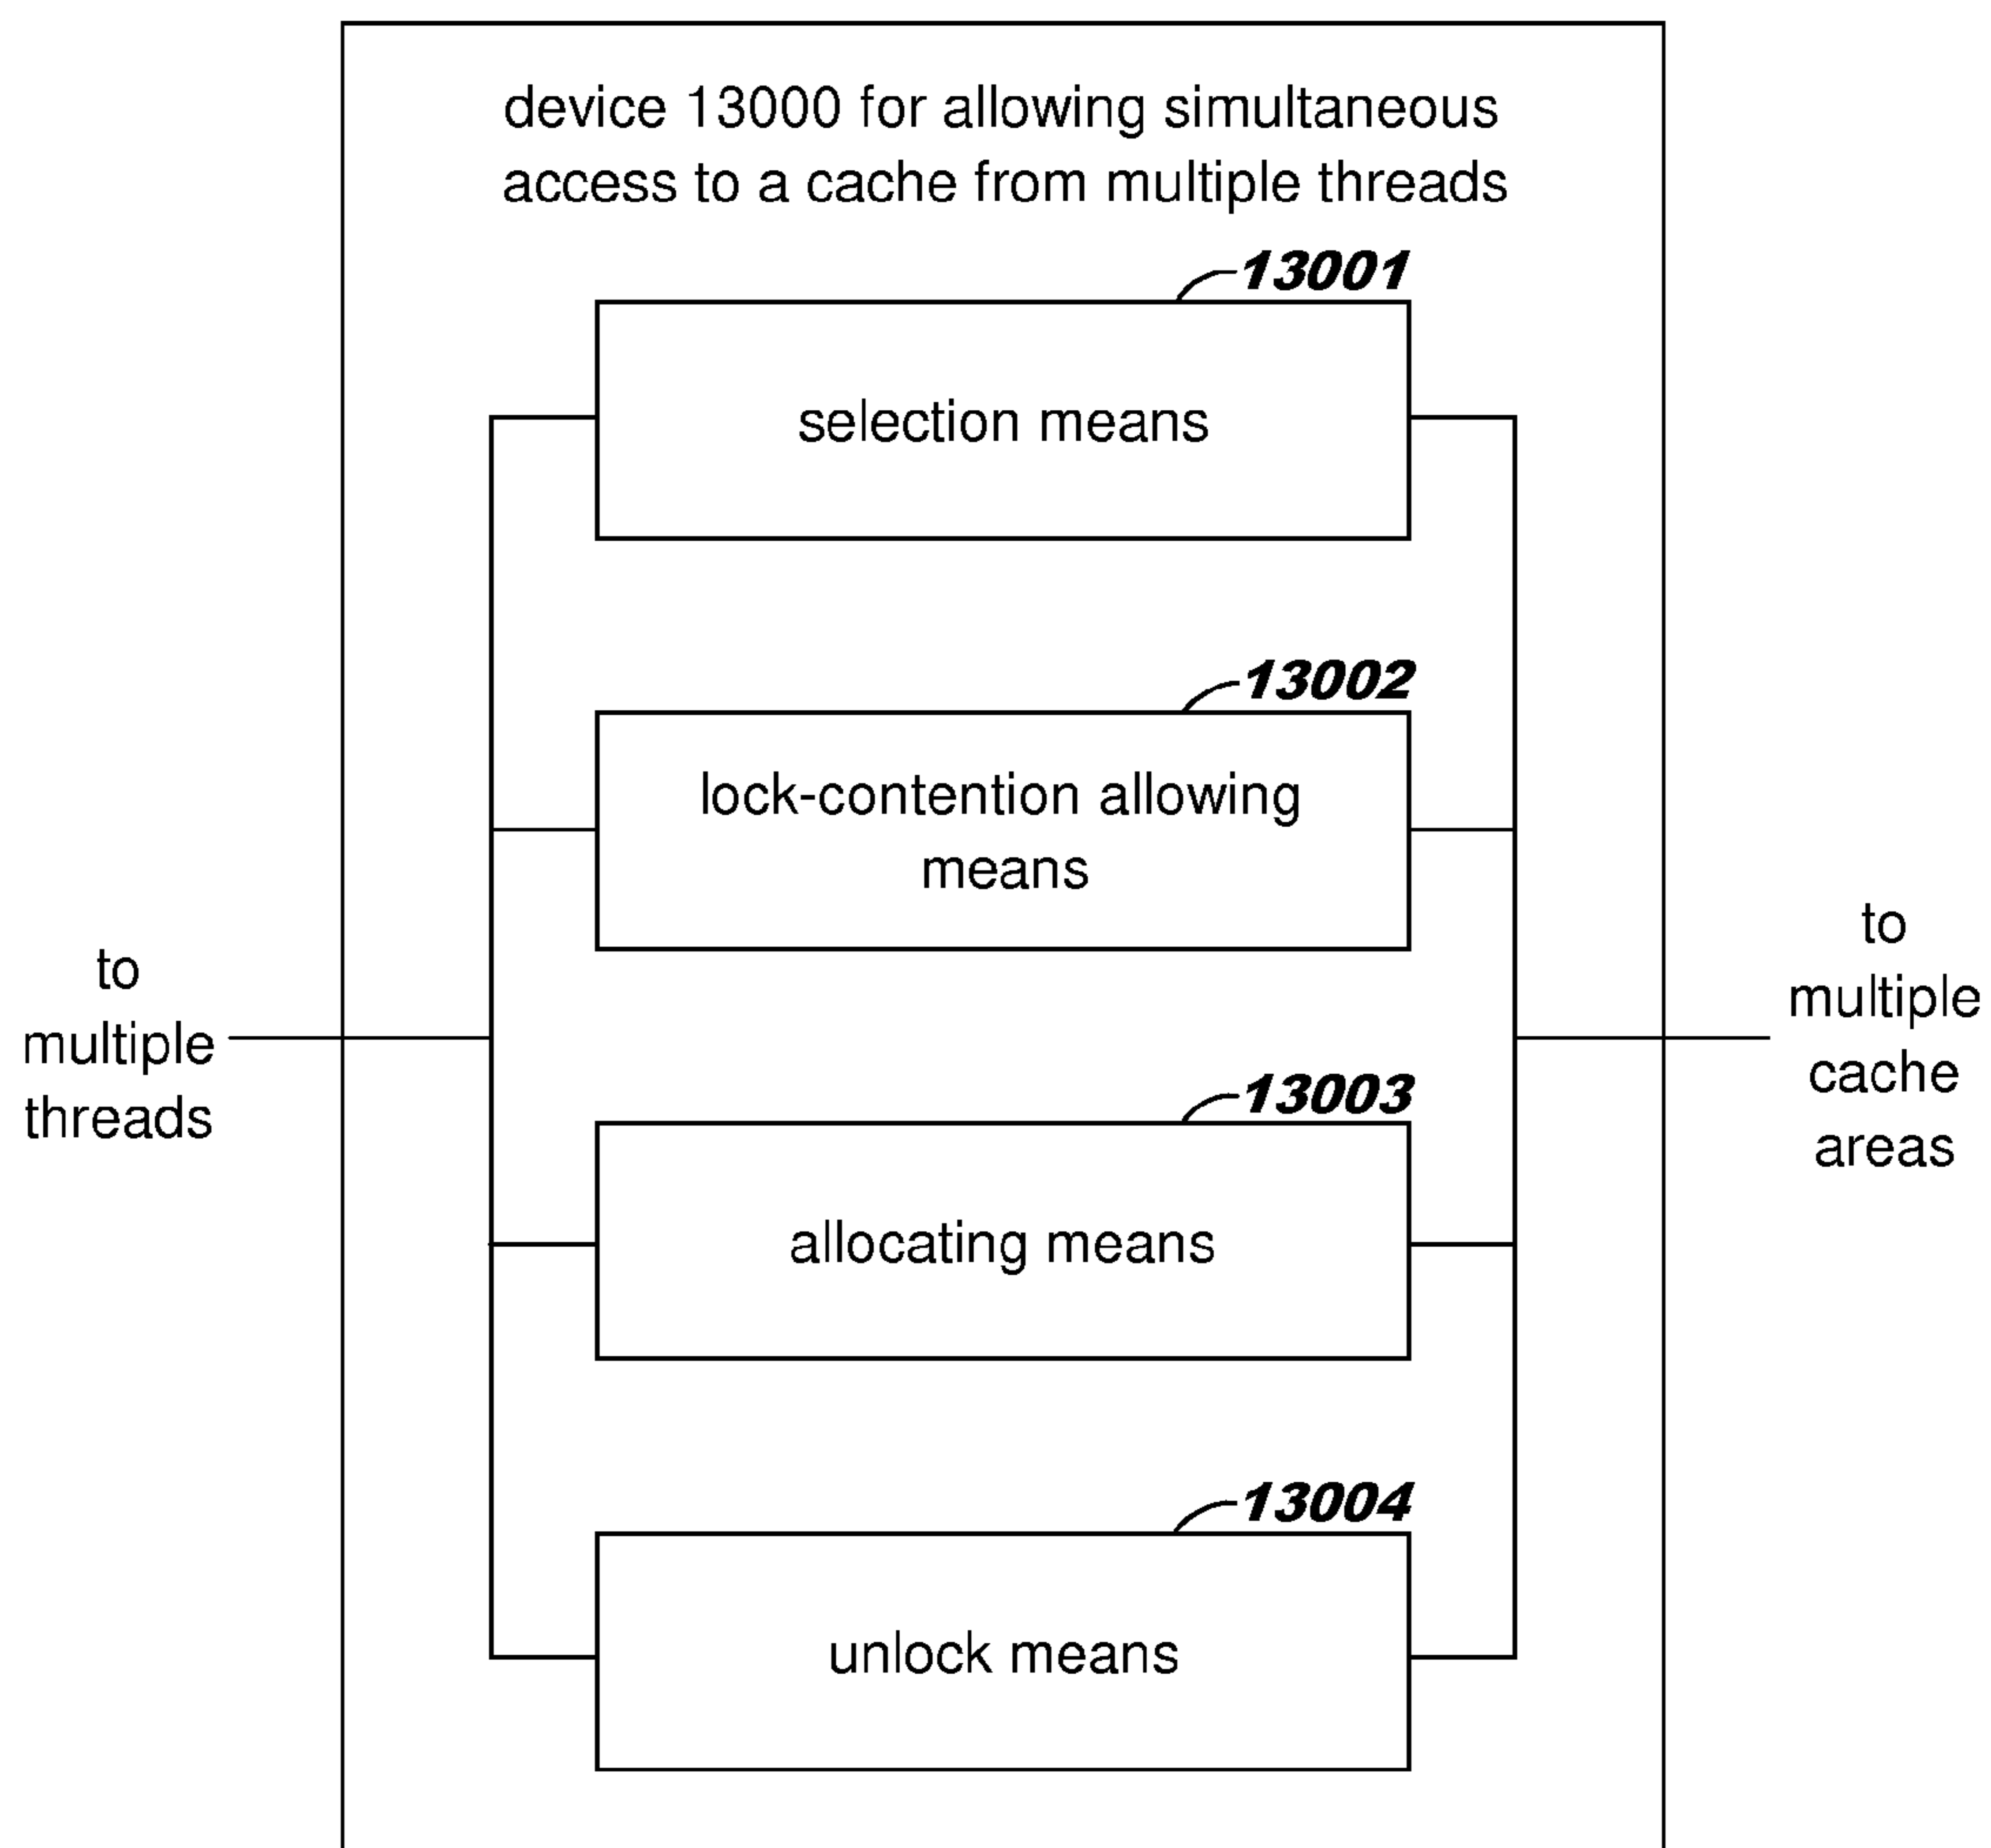 device 13000 for allowing simultaneous
access to a cache from multiple threads
13001
selection means
13002
lock-contention allowing
means
to
multiple
threads
to
multiple
cache
areas
13003
allocating means
13004
unlock means